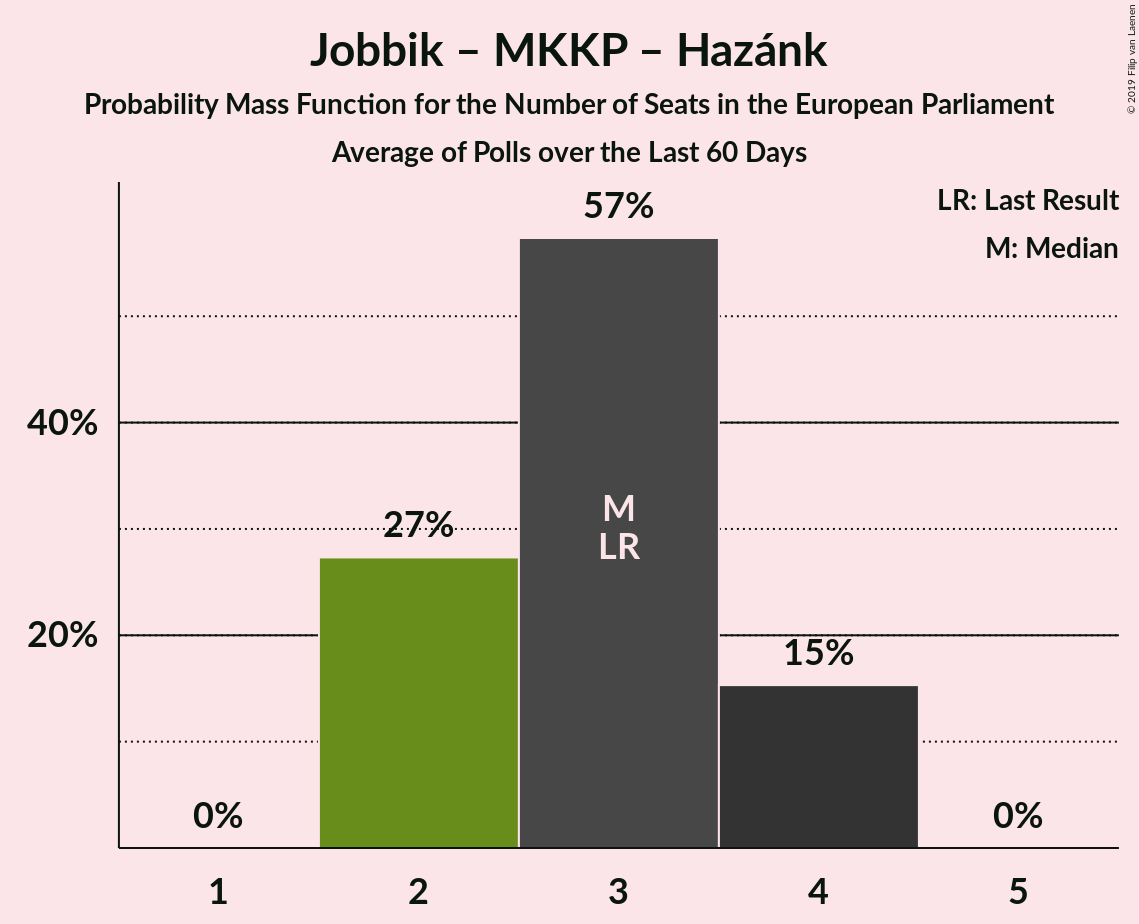 Jobbik – MKKP – Hazánk
Probability Mass Function for the Number of Seats in the European Parliament
Average of Polls over the Last 60 Days
© 2019 Filip van Laenen
LR: Last Result
M: Median
57%
40%
M
27%
LR
20%
15%
0%
0%
1 2 3 4 5